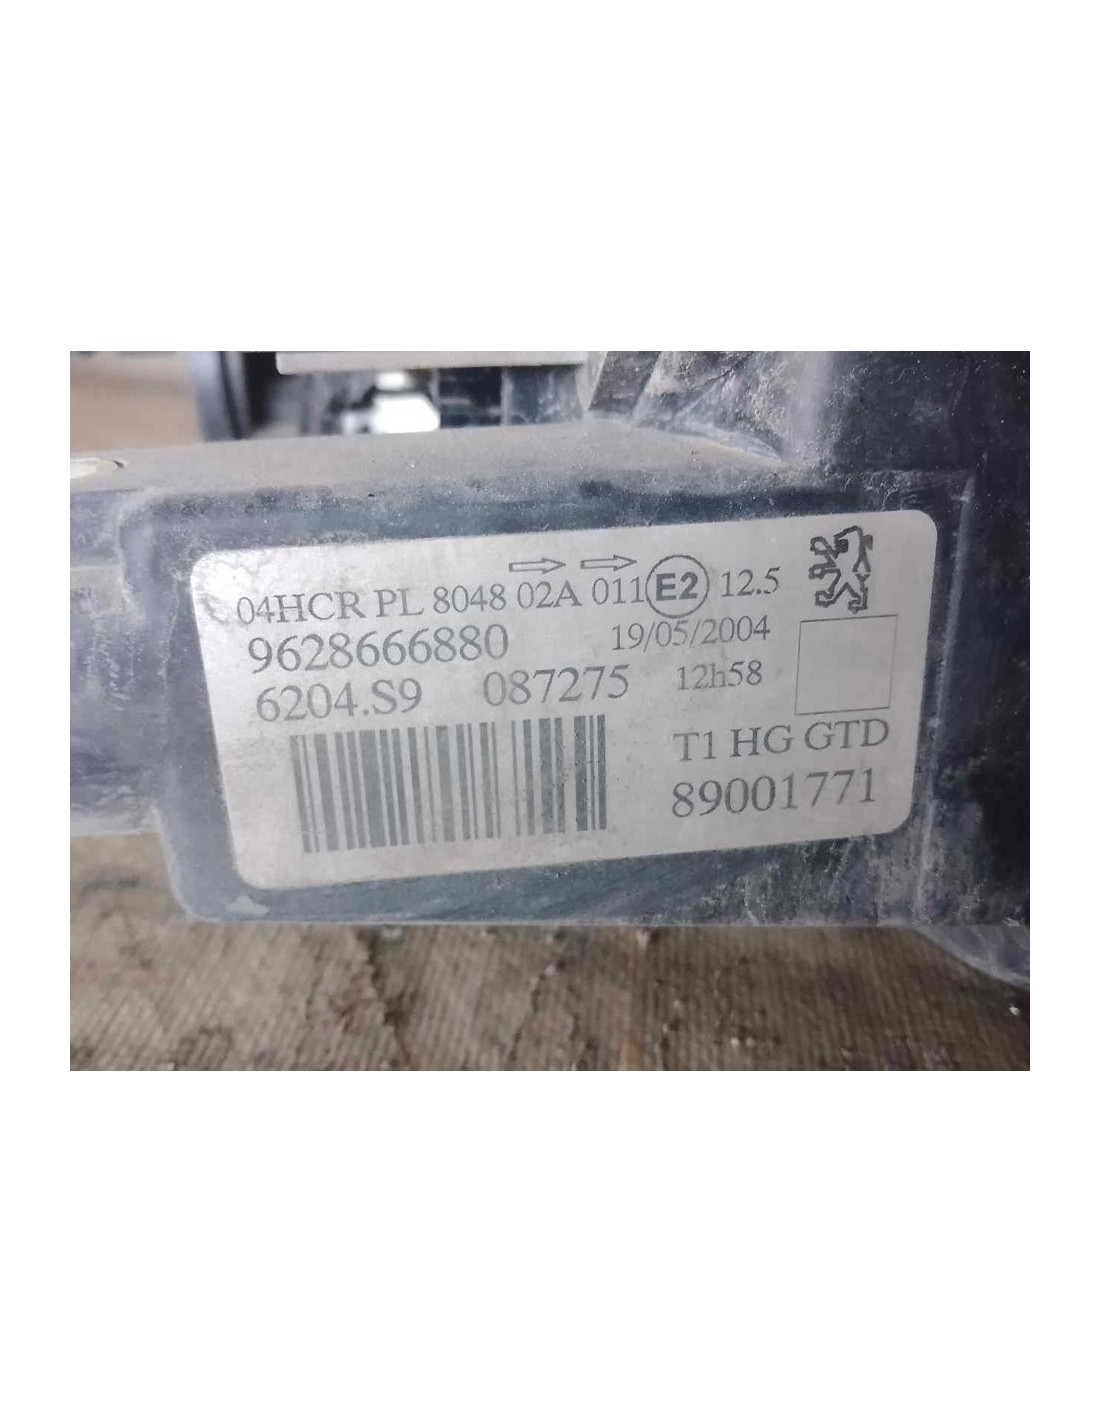 04HCR PL 8048 02A 011 E2 12.5
9628666880 19/05/2004
6204.S9 087275 12h58
T1 HG GTD
89001771